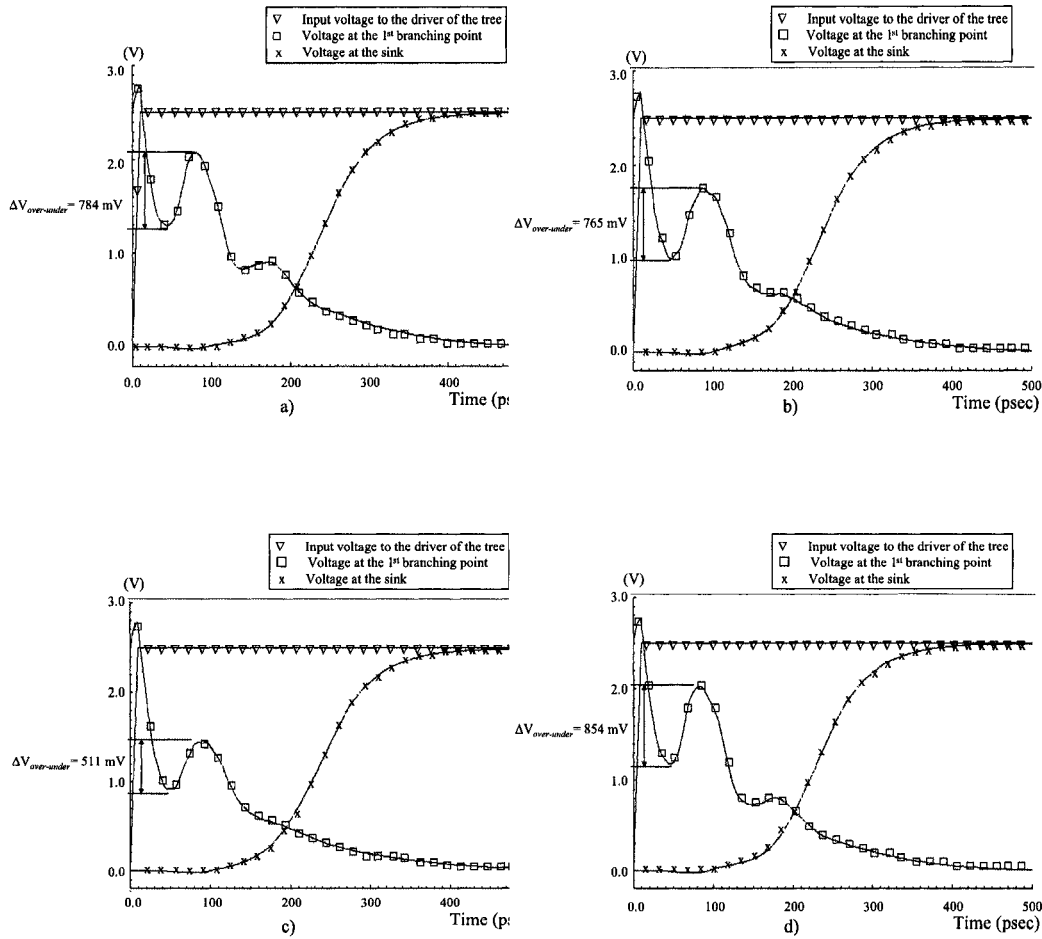 ▽ Input voltage to the driver of the tree
□ Voltage at the 1st branching point
x Voltage at the sink
(V)
3.0
2.0
1.0
0.0
ΔVover-under= 784 mV
0.0 100 200 300 400
Time (ps
a)
▽ Input voltage to the driver of the tree
□ Voltage at the 1st branching point
x Voltage at the sink
(V)
3.0
2.0
1.0
0.0
ΔVover-under= 765 mV
0.0 100 200 300 400 500
Time (psec)
b)
▽ Input voltage to the driver of the tree
□ Voltage at the 1st branching point
x Voltage at the sink
(V)
3.0
2.0
1.0
0.0
ΔVover-under= 511 mV
0.0 100 200 300 400
Time (ps
c)
▽ Input voltage to the driver of the tree
□ Voltage at the 1st branching point
x Voltage at the sink
(V)
3.0
2.0
1.0
0.0
ΔVover-under= 854 mV
0.0 100 200 300 400 500
Time (psec)
d)